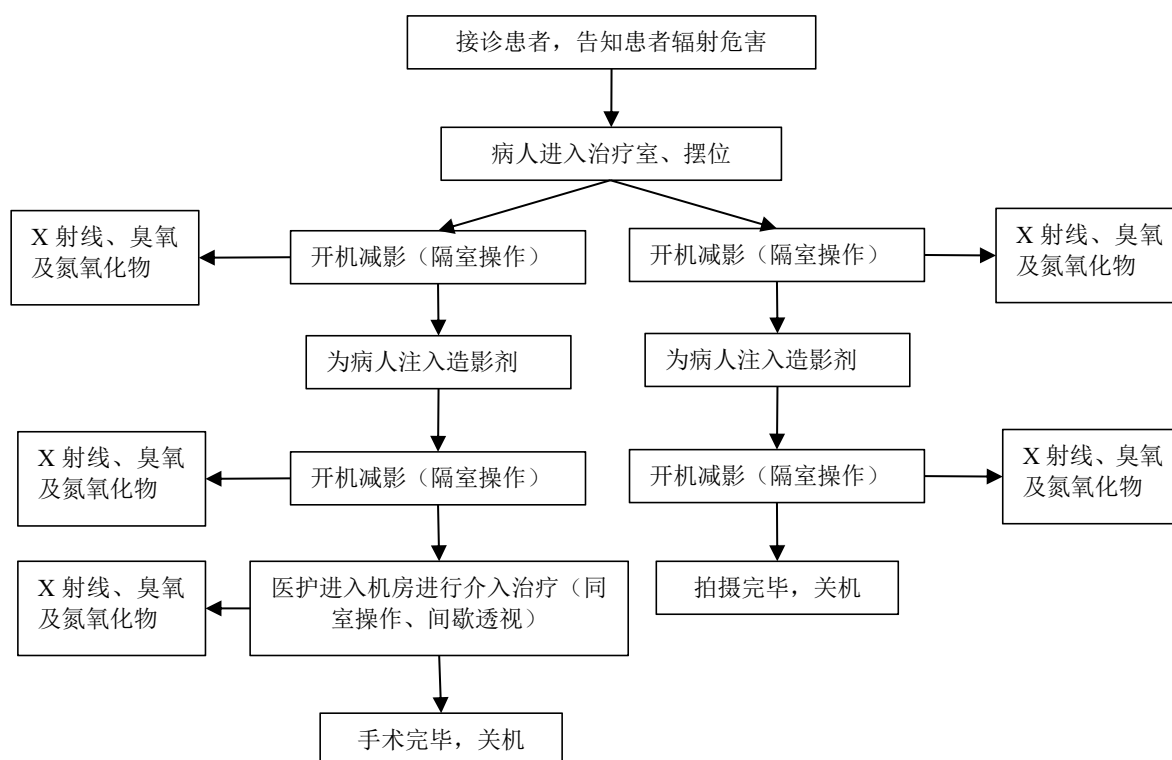 接诊患者，告知患者辐射危害
病人进入治疗室、摆位
X 射线、臭氧
及氮氧化物
开机减影（隔室操作）
开机减影（隔室操作）
X 射线、臭氧
及氮氧化物
为病人注入造影剂
为病人注入造影剂
X 射线、臭氧
及氮氧化物
开机减影（隔室操作）
开机减影（隔室操作）
X 射线、臭氧
及氮氧化物
X 射线、臭氧
及氮氧化物
医护进入机房进行介入治疗（同
室操作、间歇透视）
拍摄完毕，关机
手术完毕，关机